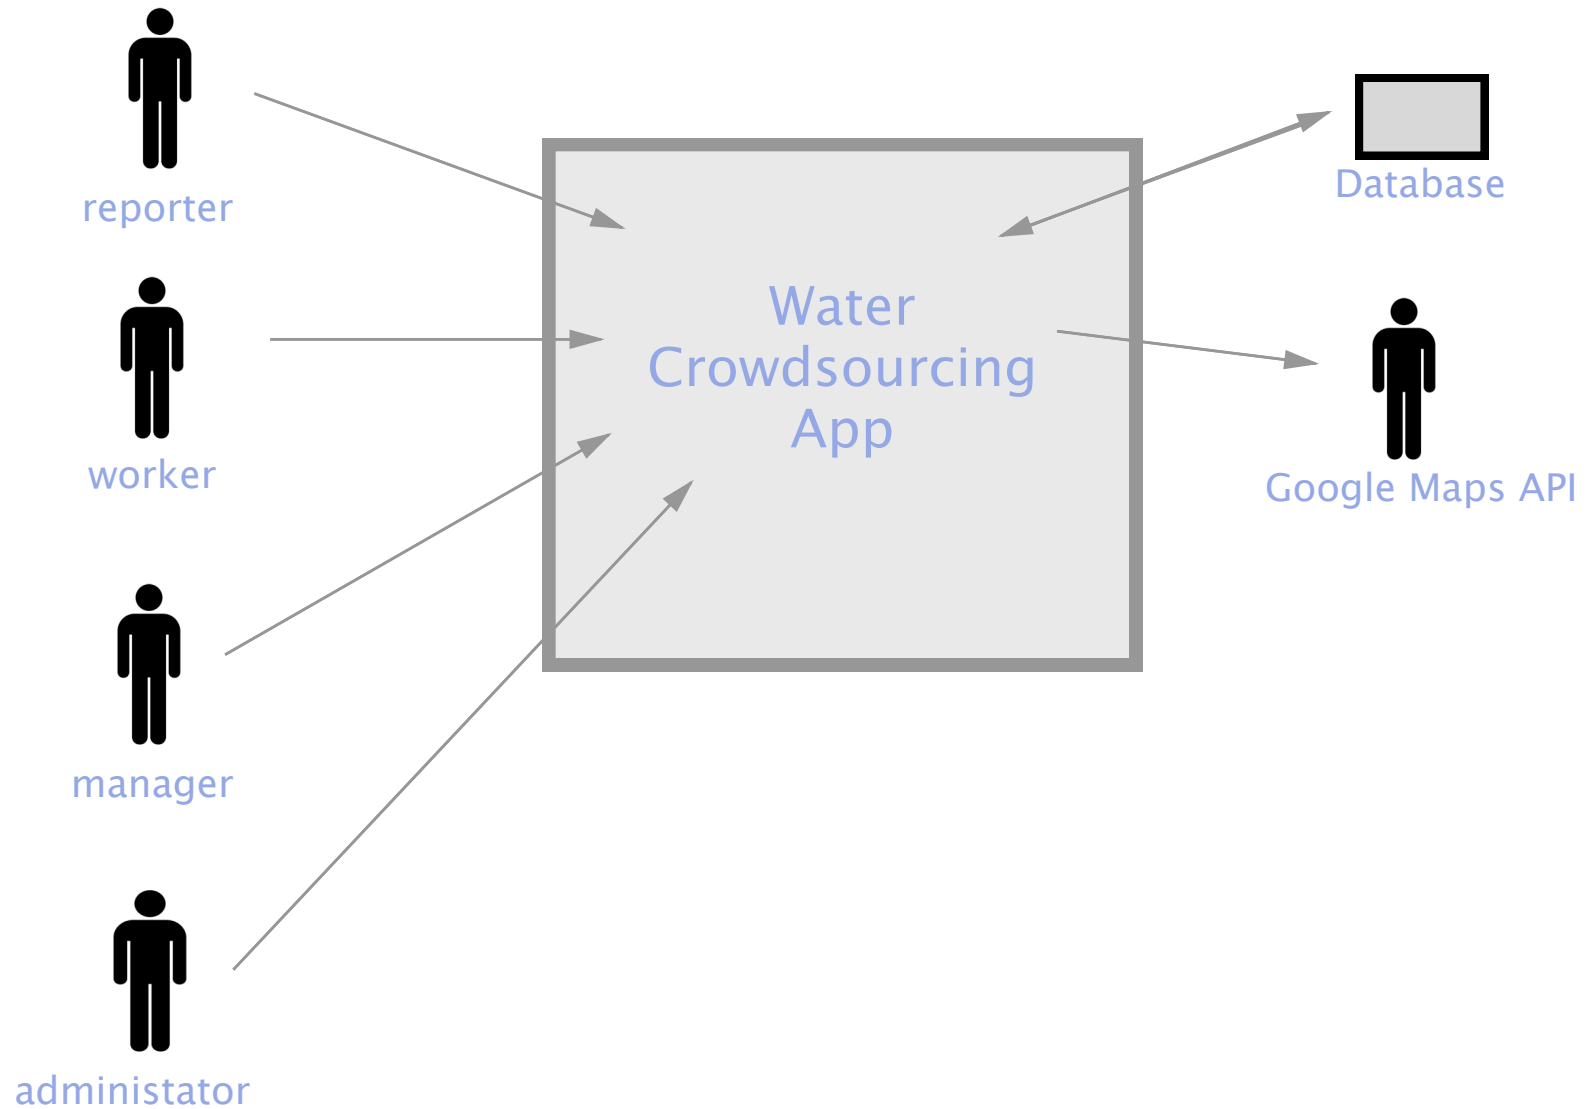 reporter
worker
manager
administator
Water
Crowdsourcing
App
Database
Google Maps API